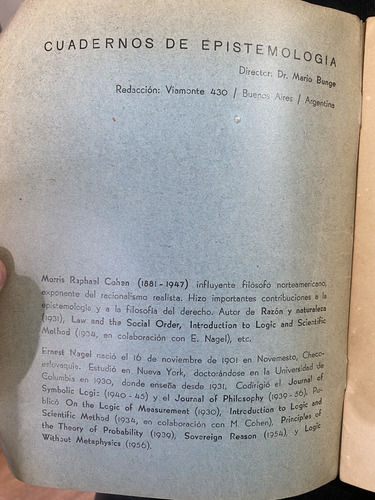 CUADERNOS DE EPISTEMOLOGIA
Director: Dr. Mario Bunge
Redacción: Viamonte 430 / Buenos Aires / Argentina
Morris Raphael Cohen (1881 - 1947) influyente filósofo norteamericano,
exponente del racionalismo realista. Hizo importantes contribuciones a la
epistemología y a la filosofía del derecho. Autor de Razón y naturaleza
(1931), Law and the Social Order, Introduction to Logic and Scientific
Method (1934, en colaboración con E. Nagel), etc.
Ernest Nagel nació el 16 de noviembre de 1901 en Novemesto, Checo-
eslovaquia. Estudió en Nueva York, doctorándose en la Universidad de
Columbia en 1930, donde enseña desde 1931. Codirigió el Journal of
Symbolic Logic (1940 - 45) y el Journal of Philosophy (1939 - 56). Pu-
blicó On the Logic of Measurement (1930), Introduction to Logic and
Scientific Method (1934, en colaboración con M. Cohen), Principles of
the Theory of Probability (1939), Sovereign Reason (1954) y Logic
Without Metaphysics (1956).